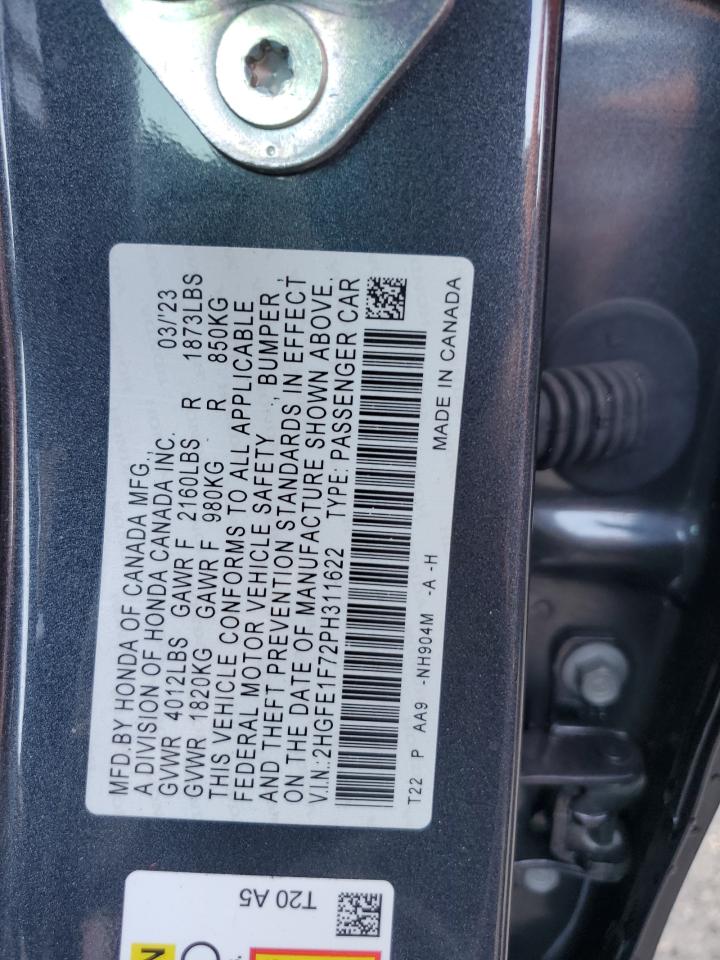 MFD.BY HONDA OF CANADA MFG.,
A DIVISION OF HONDA CANADA INC. 03/'23
GVWR 4012LBS GAWR F 2160LBS R 1873LBS
GVWR 1820KG GAWR F 980KG R 850KG
THIS VEHICLE CONFORMS TO ALL APPLICABLE
FEDERAL MOTOR VEHICLE SAFETY , BUMPER ,
AND THEFT PREVENTION STANDARDS IN EFFECT
ON THE DATE OF MANUFACTURE SHOWN ABOVE.
V.I.N.:2HGFE1F72PH311622 TYPE: PASSENGER CAR
T22 P AA9 -NH904M -A -H MADE IN CANADA
T20 A5